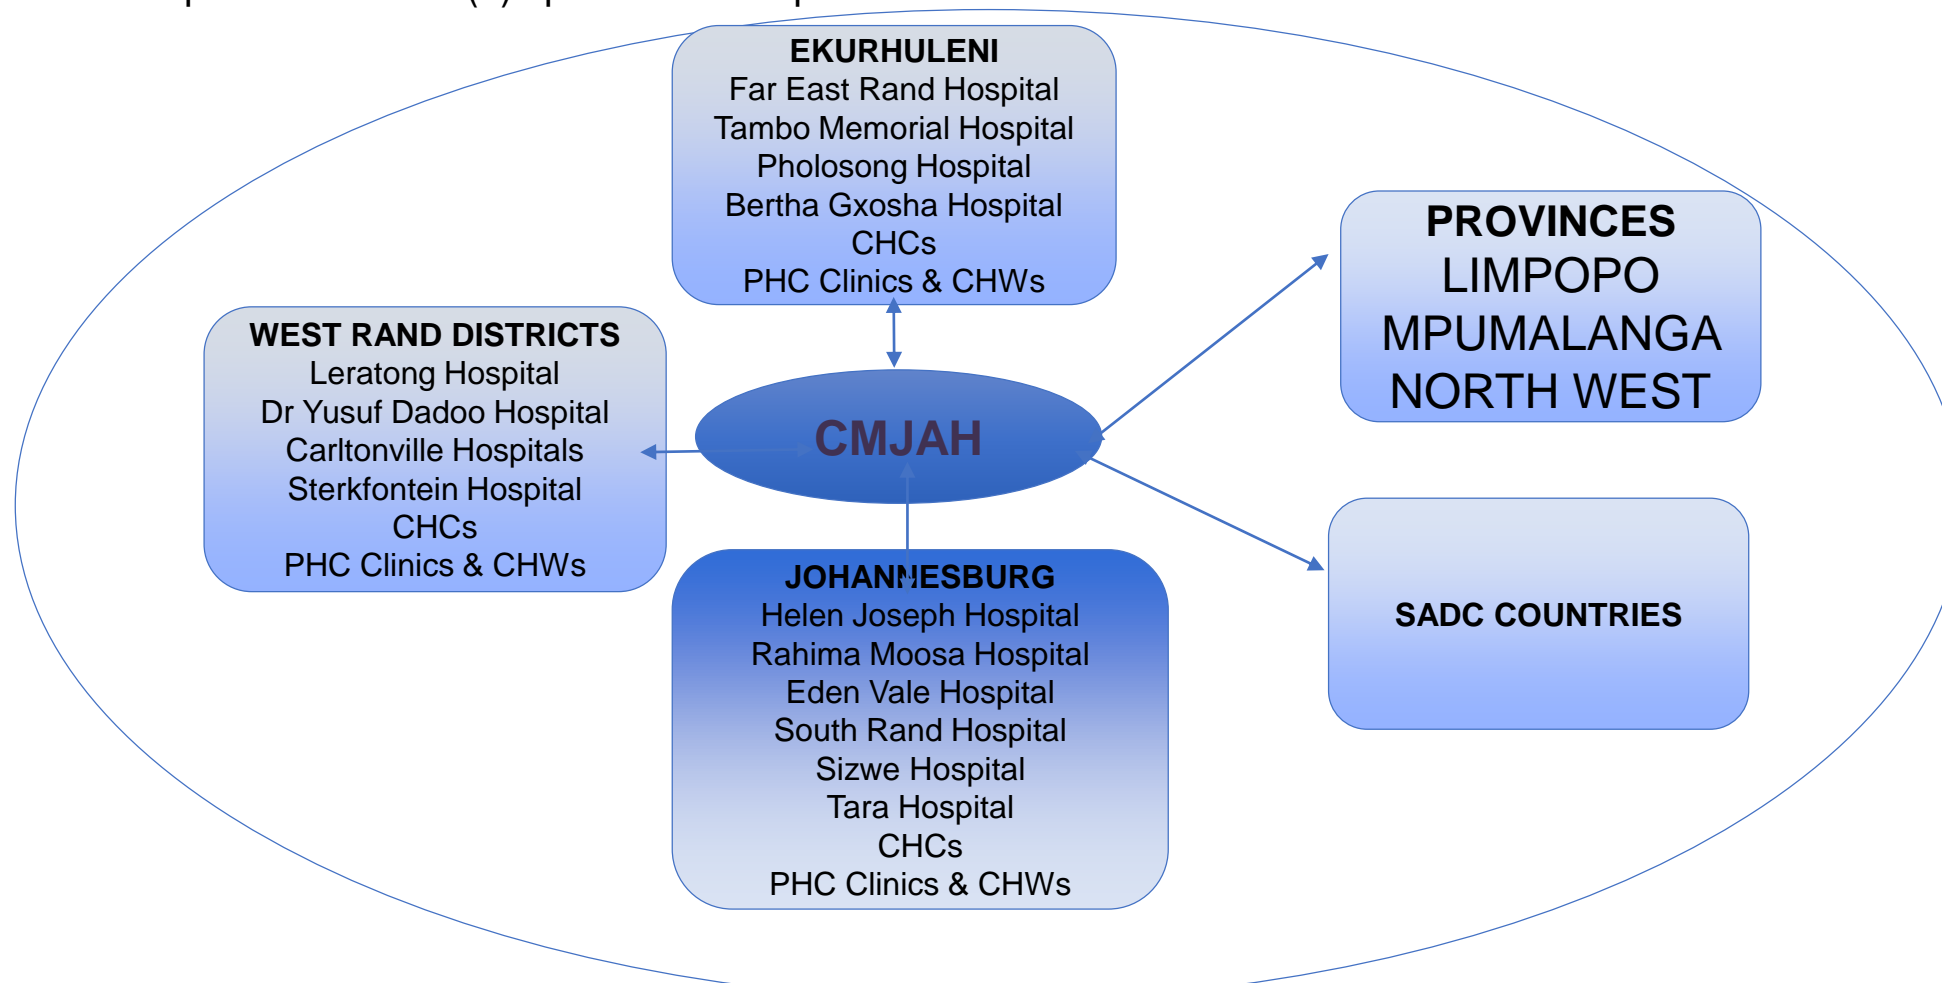 EKURHULENI
Far East Rand Hospital
Tambo Memorial Hospital
Pholosong Hospital
Bertha Gxosha Hospital
CHCs
PHC Clinics & CHWs
PROVINCES
LIMPOPO
MPUMALANGA
NORTH WEST
WEST RAND DISTRICTS
Leratong Hospital
Dr Yusuf Dadoo Hospital
Carltonville Hospitals
Sterkfontein Hospital
CHCs
PHC Clinics & CHWs
CMJAH
SADC COUNTRIES
JOHANNESBURG
Helen Joseph Hospital
Rahima Moosa Hospital
Eden Vale Hospital
South Rand Hospital
Sizwe Hospital
Tara Hospital
CHCs
PHC Clinics & CHWs